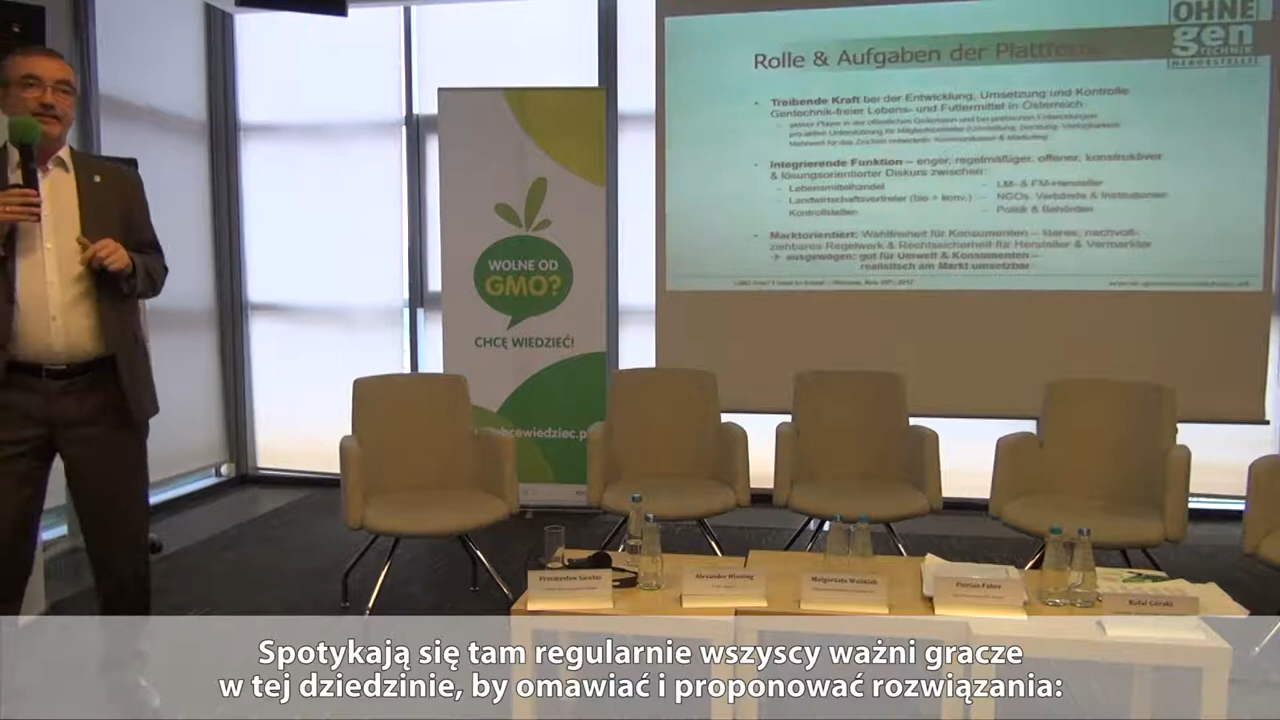 OHNE
gen
TECHNIK
HERGESTELLT
Rolle & Aufgaben der Plattform
• Treibende Kraft bei der Entwicklung, Umsetzung und Kontrolle
Gentechnik-freier Lebens- und Futtermittel in Österreich
• Integrierende Funktion – enger, regelmäßiger, offener, konstruktiver
& lösungsorientierter Diskurs zwischen:
– Lebensmittelhandel
– Landwirtschaftsvertreter (bio + konv.)
Kontrollstellen
– LM- & FM-Hersteller
– NGOs, Verbände & Institutionen
– Politik & Behörden
• Marktorientiert: Wahlfreiheit für Konsumenten – klares, nachvoll-
ziehbares Regelwerk & Rechtssicherheit für Hersteller & Vermarkter
→ ausgewogen: gut für Umwelt & Konsumenten –
realistisch am Markt umsetzbar
WOLNE OD
GMO?
CHCĘ WIEDZIEĆ!
hcewiedziec.p
Alexander Hissting
Małgorzata Woźniak
Florian Faber
Rafał Górski
Spotykają się tam regularnie wszyscy ważni gracze
w tej dziedzinie, by omawiać i proponować rozwiązania: